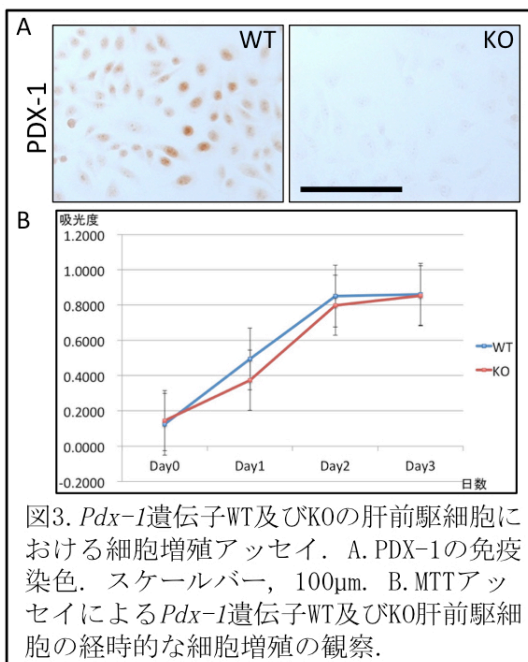 A
WT
KO
PDX-1
B
吸光度
1.2000
1.0000
0.8000
0.6000
0.4000
0.2000
0.0000
-0.2000
Day0 Day1 Day2 Day3
日数
WT
KO
図3. Pdx-1遺伝子WT及びKOの肝前駆細胞に
おける細胞増殖アッセイ. A.PDX-1の免疫
染色. スケールバー, 100μm. B.MTTアッ
セイによるPdx-1遺伝子WT及びKO肝前駆細
胞の経時的な細胞増殖の観察.